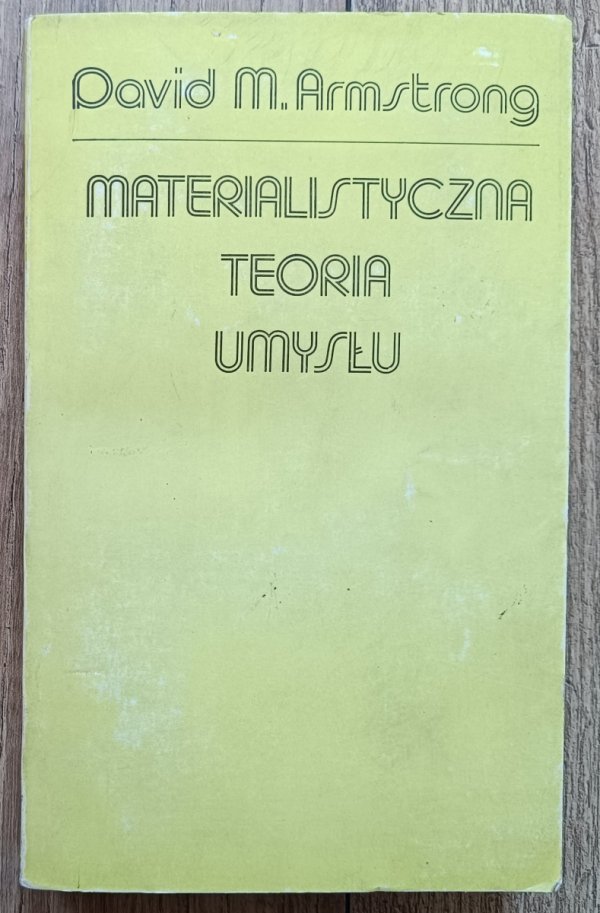 David M. Armstrong
MATERIALISTYCZNA
TEORIA
UMYSŁU